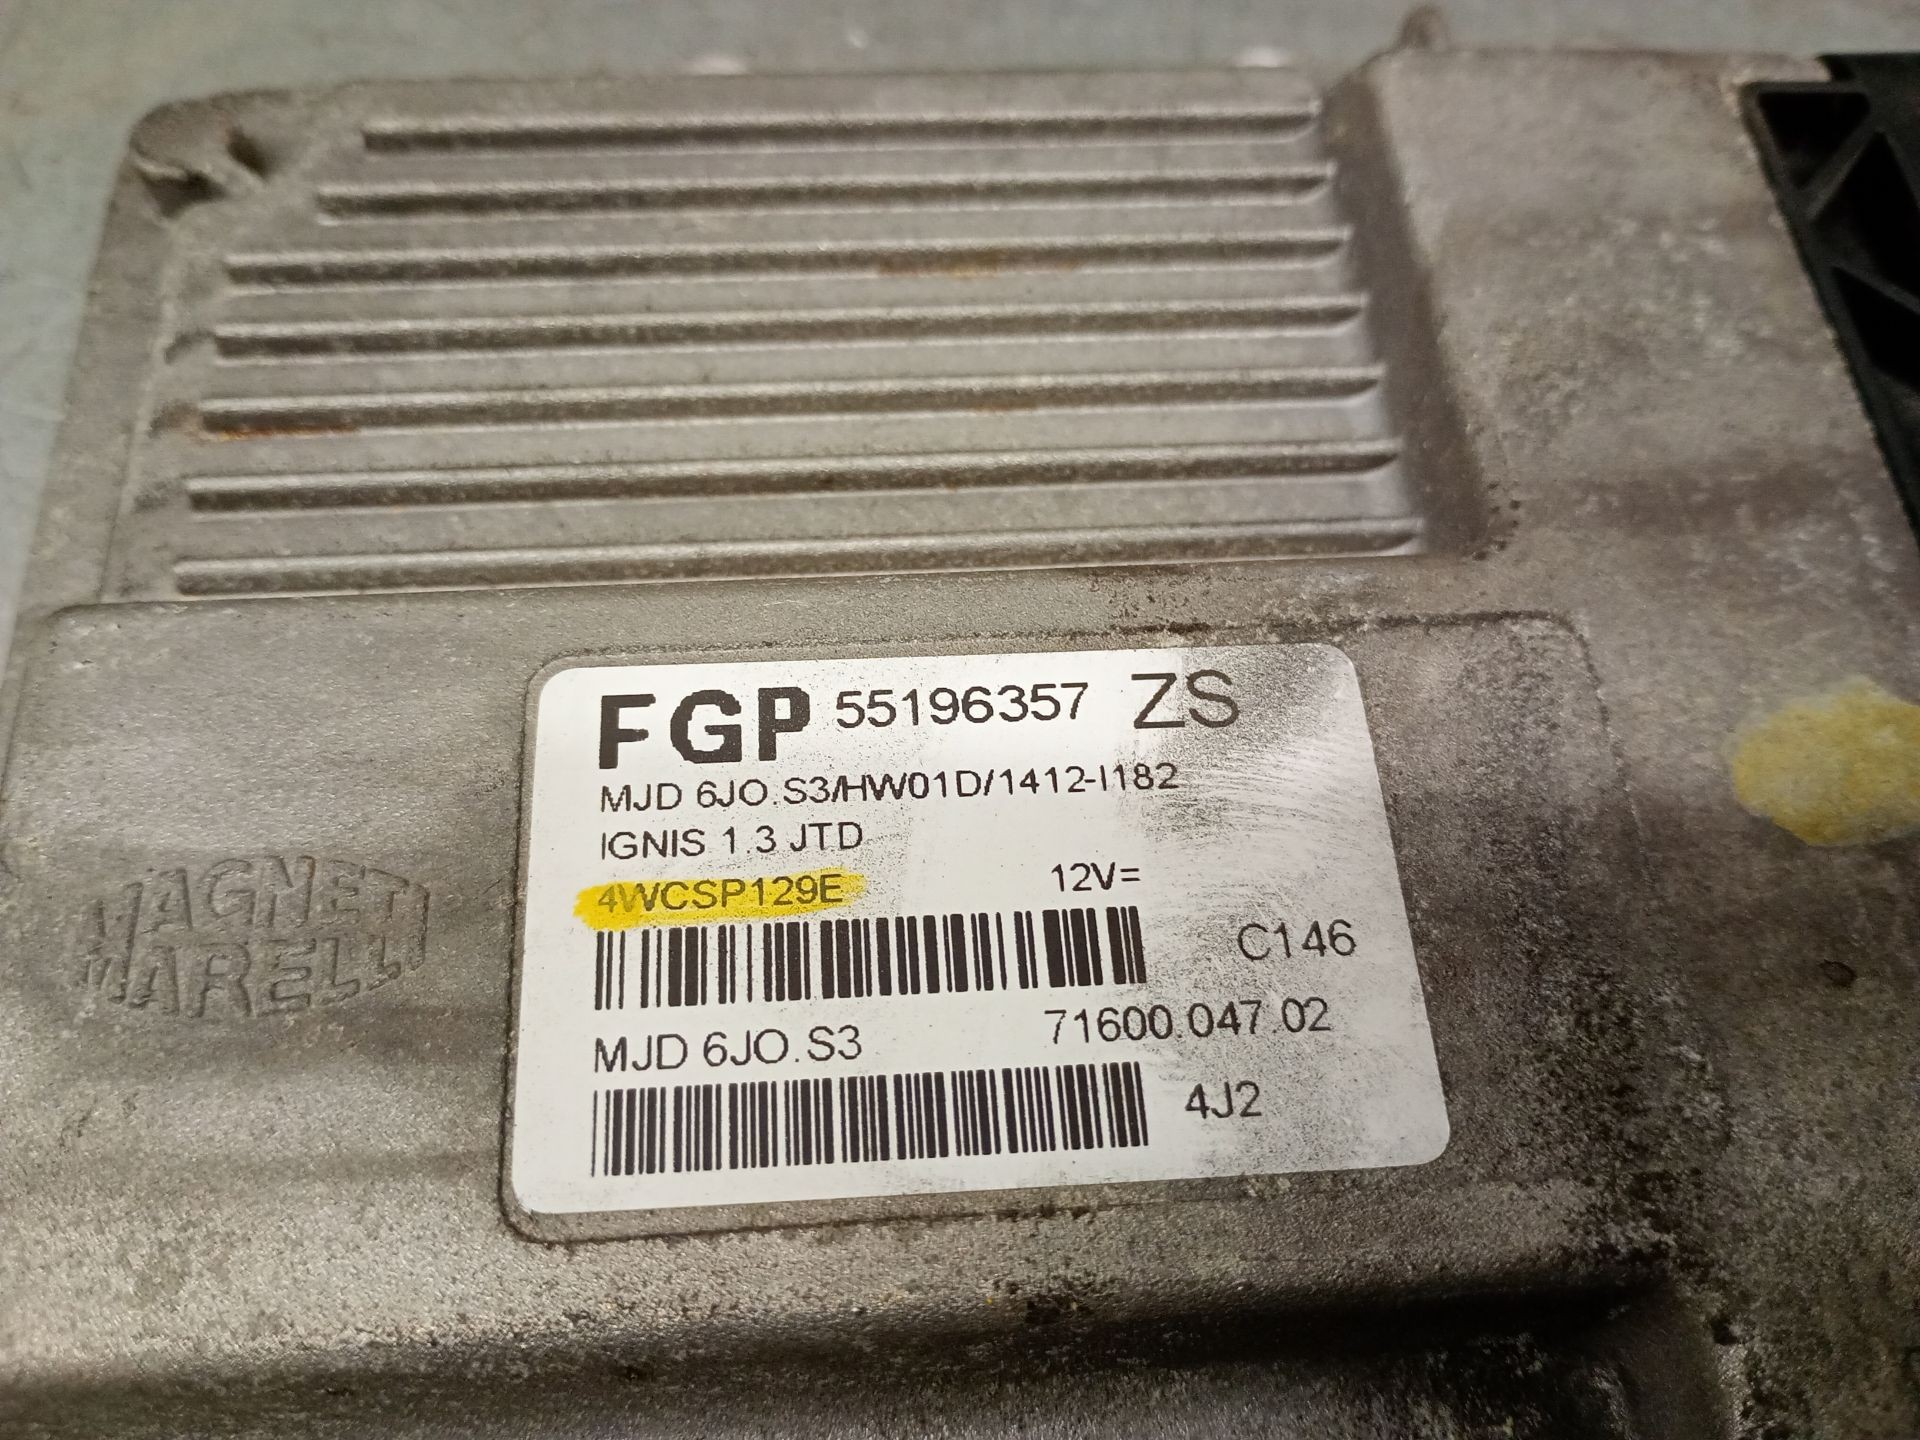 FGP 55196357 ZS
MJD 6JO.S3/HW01D/1412-I182
IGNIS 1.3 JTD
4WCSP129E 12V=
C146
MJD 6JO.S3 71600.047.02
4J2
MAGNETI
MARELLI